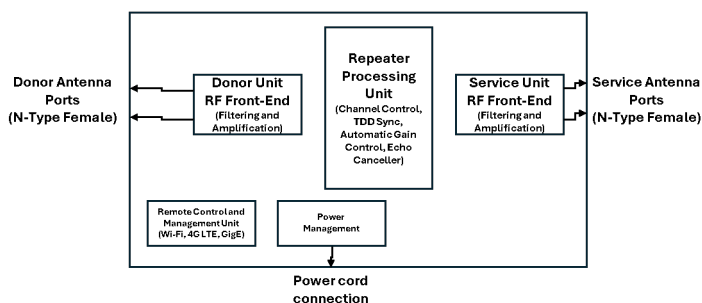 Donor Antenna
Ports
(N-Type Female)
Donor Unit
RF Front-End
(Filtering and
Amplification)
Repeater
Processing
Unit
(Channel Control,
TDD Sync,
Automatic Gain
Control, Echo
Canceller)
Service Unit
RF Front-End
(Filtering and
Amplification)
Service Antenna
Ports
(N-Type Female)
Remote Control and
Management Unit
(Wi-Fi, 4G LTE, GigE)
Power
Management
Power cord
connection